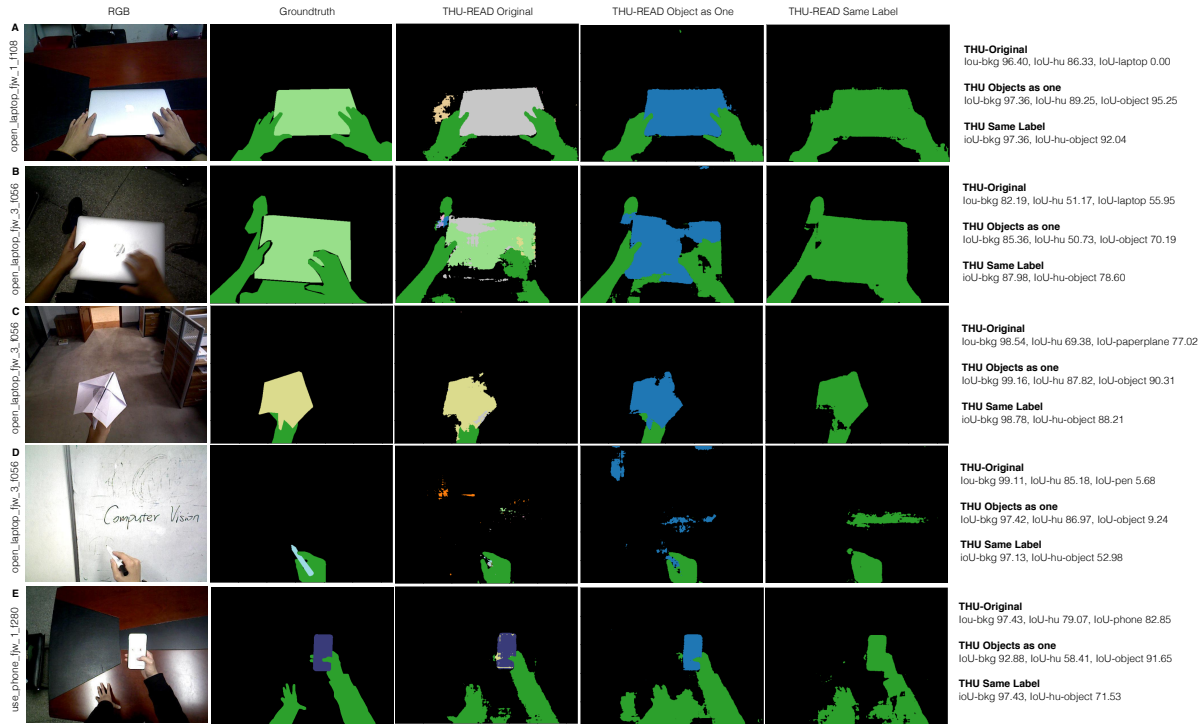 RGB
Groundtruth
THU-READ Original
THU-READ Object as One
THU-READ Same Label
A
open_laptop_fjw_1_f108
THU-Original
Iou-bkg 96.40, IoU-hu 86.33, IoU-laptop 0.00
THU Objects as one
IoU-bkg 97.36, IoU-hu 89.25, IoU-object 95.25
THU Same Label
ioU-bkg 97.36, IoU-hu-object 92.04
B
open_laptop_fjw_3_f056
THU-Original
Iou-bkg 82.19, IoU-hu 51.17, IoU-laptop 55.95
THU Objects as one
IoU-bkg 85.36, IoU-hu 50.73, IoU-object 70.19
THU Same Label
ioU-bkg 87.98, IoU-hu-object 78.60
C
open_laptop_fjw_3_f056
THU-Original
Iou-bkg 98.54, IoU-hu 69.38, IoU-paperplane 77.02
THU Objects as one
IoU-bkg 99.16, IoU-hu 87.82, IoU-object 90.31
THU Same Label
ioU-bkg 98.78, IoU-hu-object 88.21
D
open_laptop_fjw_3_f056
Computer Vision
THU-Original
Iou-bkg 99.11, IoU-hu 85.18, IoU-pen 5.68
THU Objects as one
IoU-bkg 97.42, IoU-hu 86.97, IoU-object 9.24
THU Same Label
ioU-bkg 97.13, IoU-hu-object 52.98
E
use_phone_fjw_1_f280
THU-Original
Iou-bkg 97.43, IoU-hu 79.07, IoU-phone 82.85
THU Objects as one
IoU-bkg 92.88, IoU-hu 58.41, IoU-object 91.65
THU Same Label
ioU-bkg 97.43, IoU-hu-object 71.53